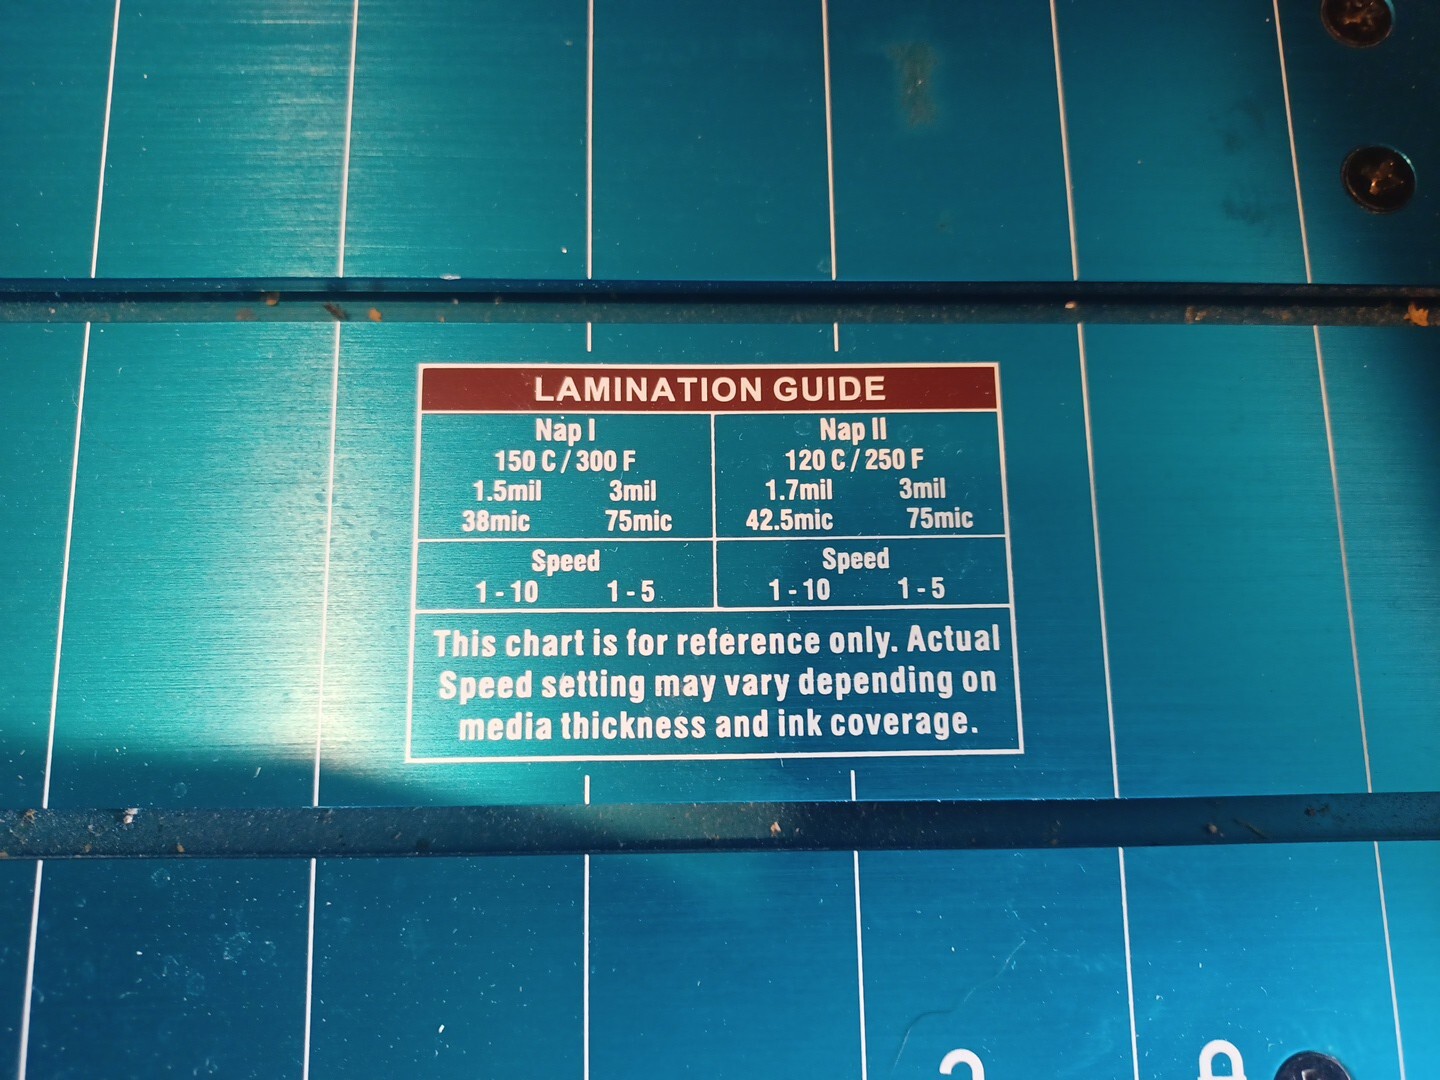 LAMINATION GUIDE
Nap I
150 C / 300 F
1.5mil 3mil
38mic 75mic
Speed
1 - 10 1 - 5
Nap II
120 C / 250 F
1.7mil 3mil
42.5mic 75mic
Speed
1 - 10 1 - 5
This chart is for reference only. Actual
Speed setting may vary depending on
media thickness and ink coverage.